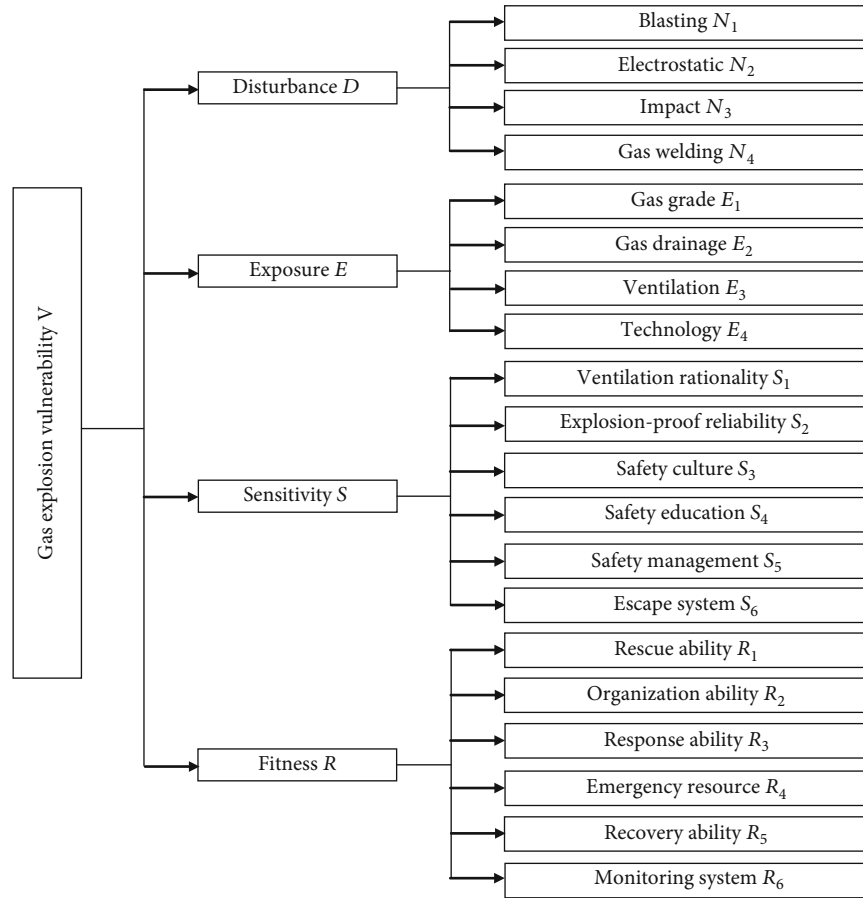 Gas explosion vulnerability V
Disturbance D
Blasting N₁
Electrostatic N₂
Impact N₃
Gas welding N₄
Exposure E
Gas grade E₁
Gas drainage E₂
Ventilation E₃
Technology E₄
Sensitivity S
Ventilation rationality S₁
Explosion-proof reliability S₂
Safety culture S₃
Safety education S₄
Safety management S₅
Escape system S₆
Fitness R
Rescue ability R₁
Organization ability R₂
Response ability R₃
Emergency resource R₄
Recovery ability R₅
Monitoring system R₆